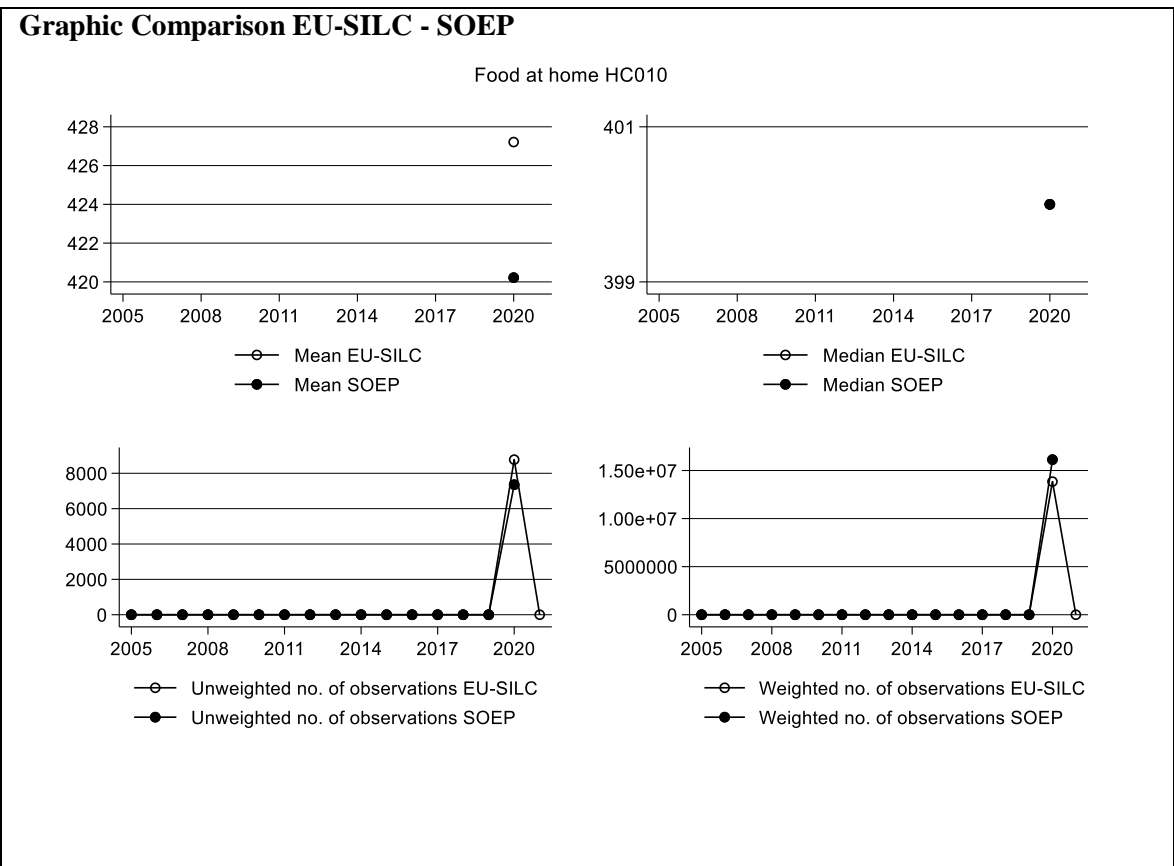 Graphic Comparison EU-SILC - SOEP
Food at home HC010
428
426
424
422
420
2005 2008 2011 2014 2017 2020
Mean EU-SILC
Mean SOEP
401
399
2005 2008 2011 2014 2017 2020
Median EU-SILC
Median SOEP
8000
6000
4000
2000
0
2005 2008 2011 2014 2017 2020
Unweighted no. of observations EU-SILC
Unweighted no. of observations SOEP
1.50e+07
1.00e+07
5000000
0
2005 2008 2011 2014 2017 2020
Weighted no. of observations EU-SILC
Weighted no. of observations SOEP